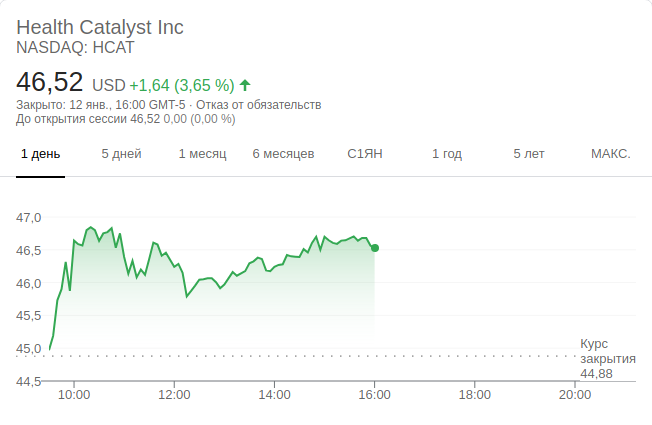 Health Catalyst Inc
NASDAQ: HCAT
46,52 USD +1,64 (3,65 %)
Закрыто: 12 янв., 16:00 GMT-5 · Отказ от обязательств
До открытия сессии 46,52 0,00 (0,00 %)
1 день 5 дней 1 месяц 6 месяцев С1ЯН 1 год 5 лет МАКС.
47,0
46,5
46,0
45,5
45,0
44,5
Курс
закрытия
44,88
10:00 12:00 14:00 16:00 18:00 20:00